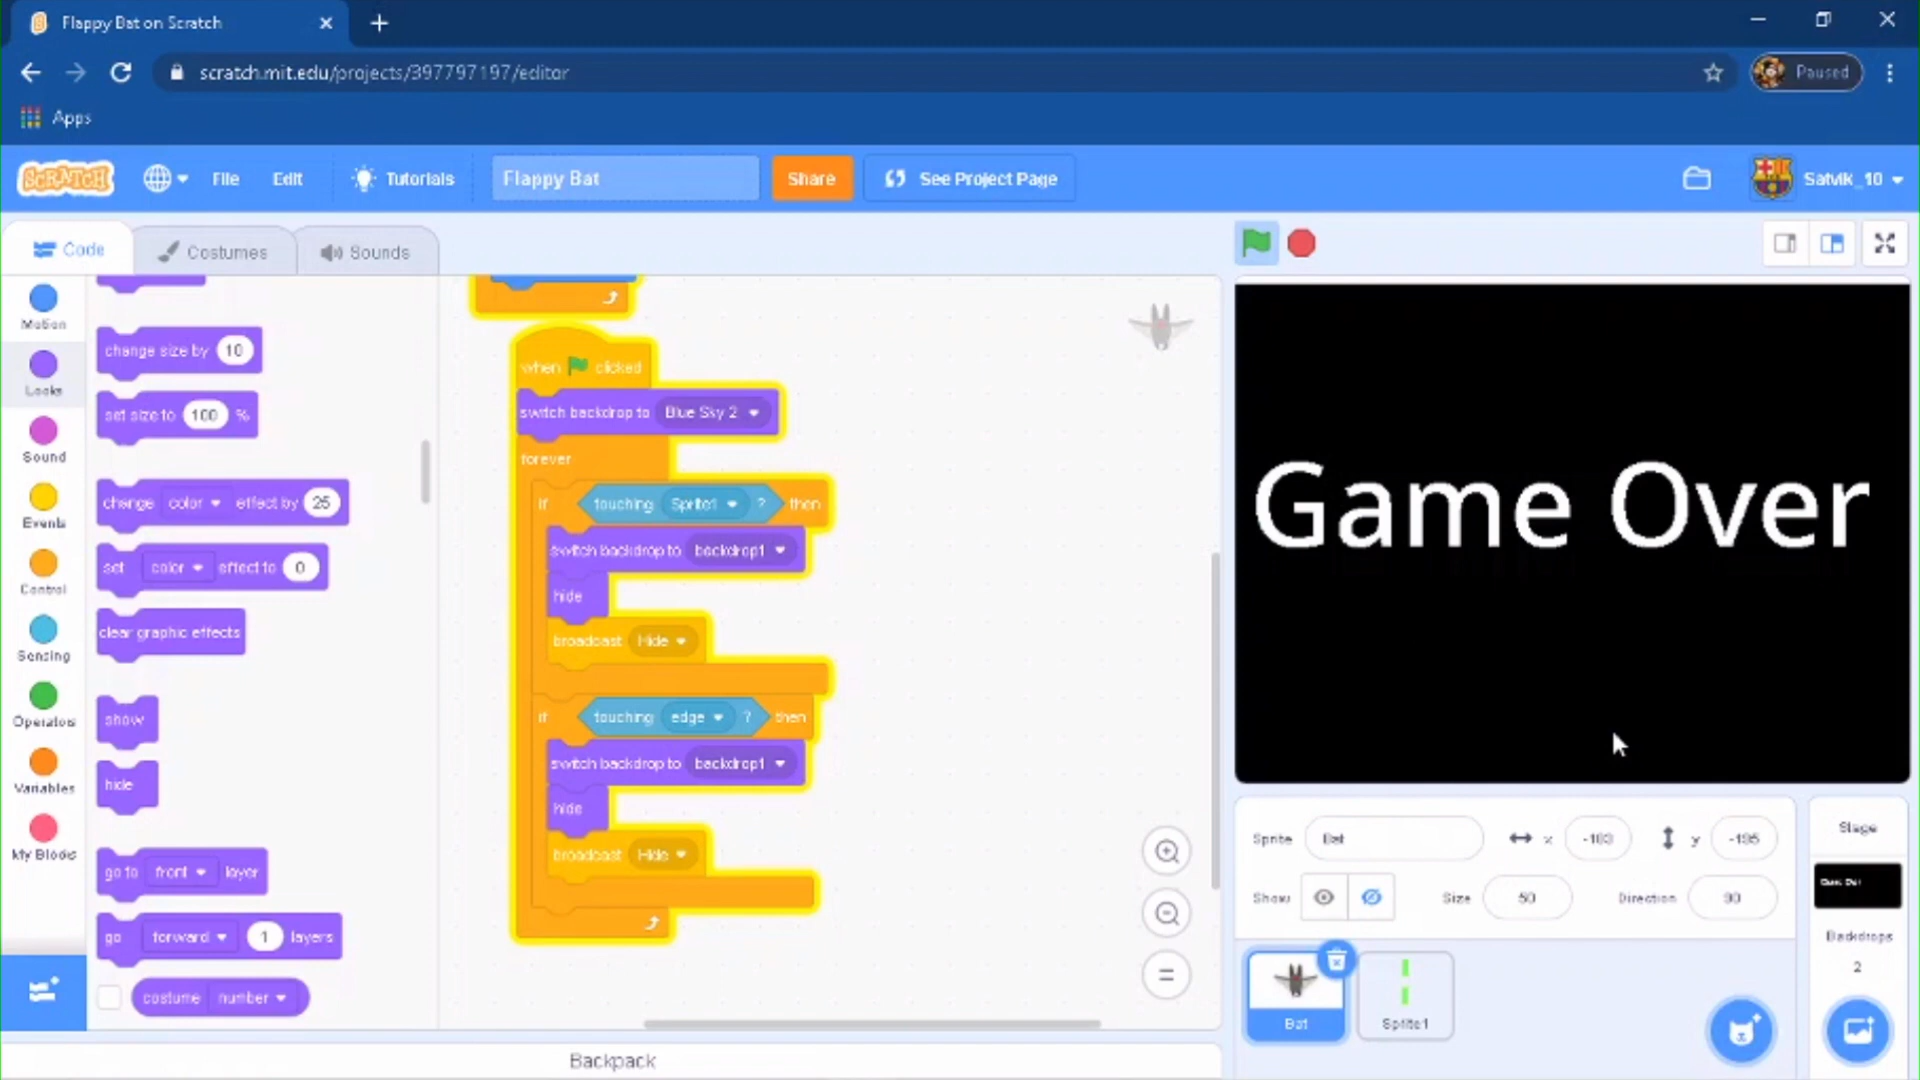 Flappy Bat on Scratch
scratch.mit.edu/projects/397797197/editor
Paused
Apps
SCRATCH
File
Edit
Tutorials
Flappy Bat
Share
See Project Page
Satvik_10
Code
Costumes
Sounds
Motion
Looks
Sound
Events
Control
Sensing
Operators
Variables
My Blocks
change size by 10
set size to 100 %
change color effect by 25
set color effect to 0
clear graphic effects
show
hide
go to front layer
go forward 1 layers
costume number
when clicked
switch backdrop to Blue Sky 2
forever
if touching Sprite1 ? then
switch backdrop to backdrop1
hide
broadcast Hide
if touching edge ? then
switch backdrop to backdrop1
hide
broadcast Hide
Backpack
Game Over
Sprite Bat x -183 y -195
Show Size 50 Direction 90
Bat
Sprite1
Stage
Game Over
Backdrops
2